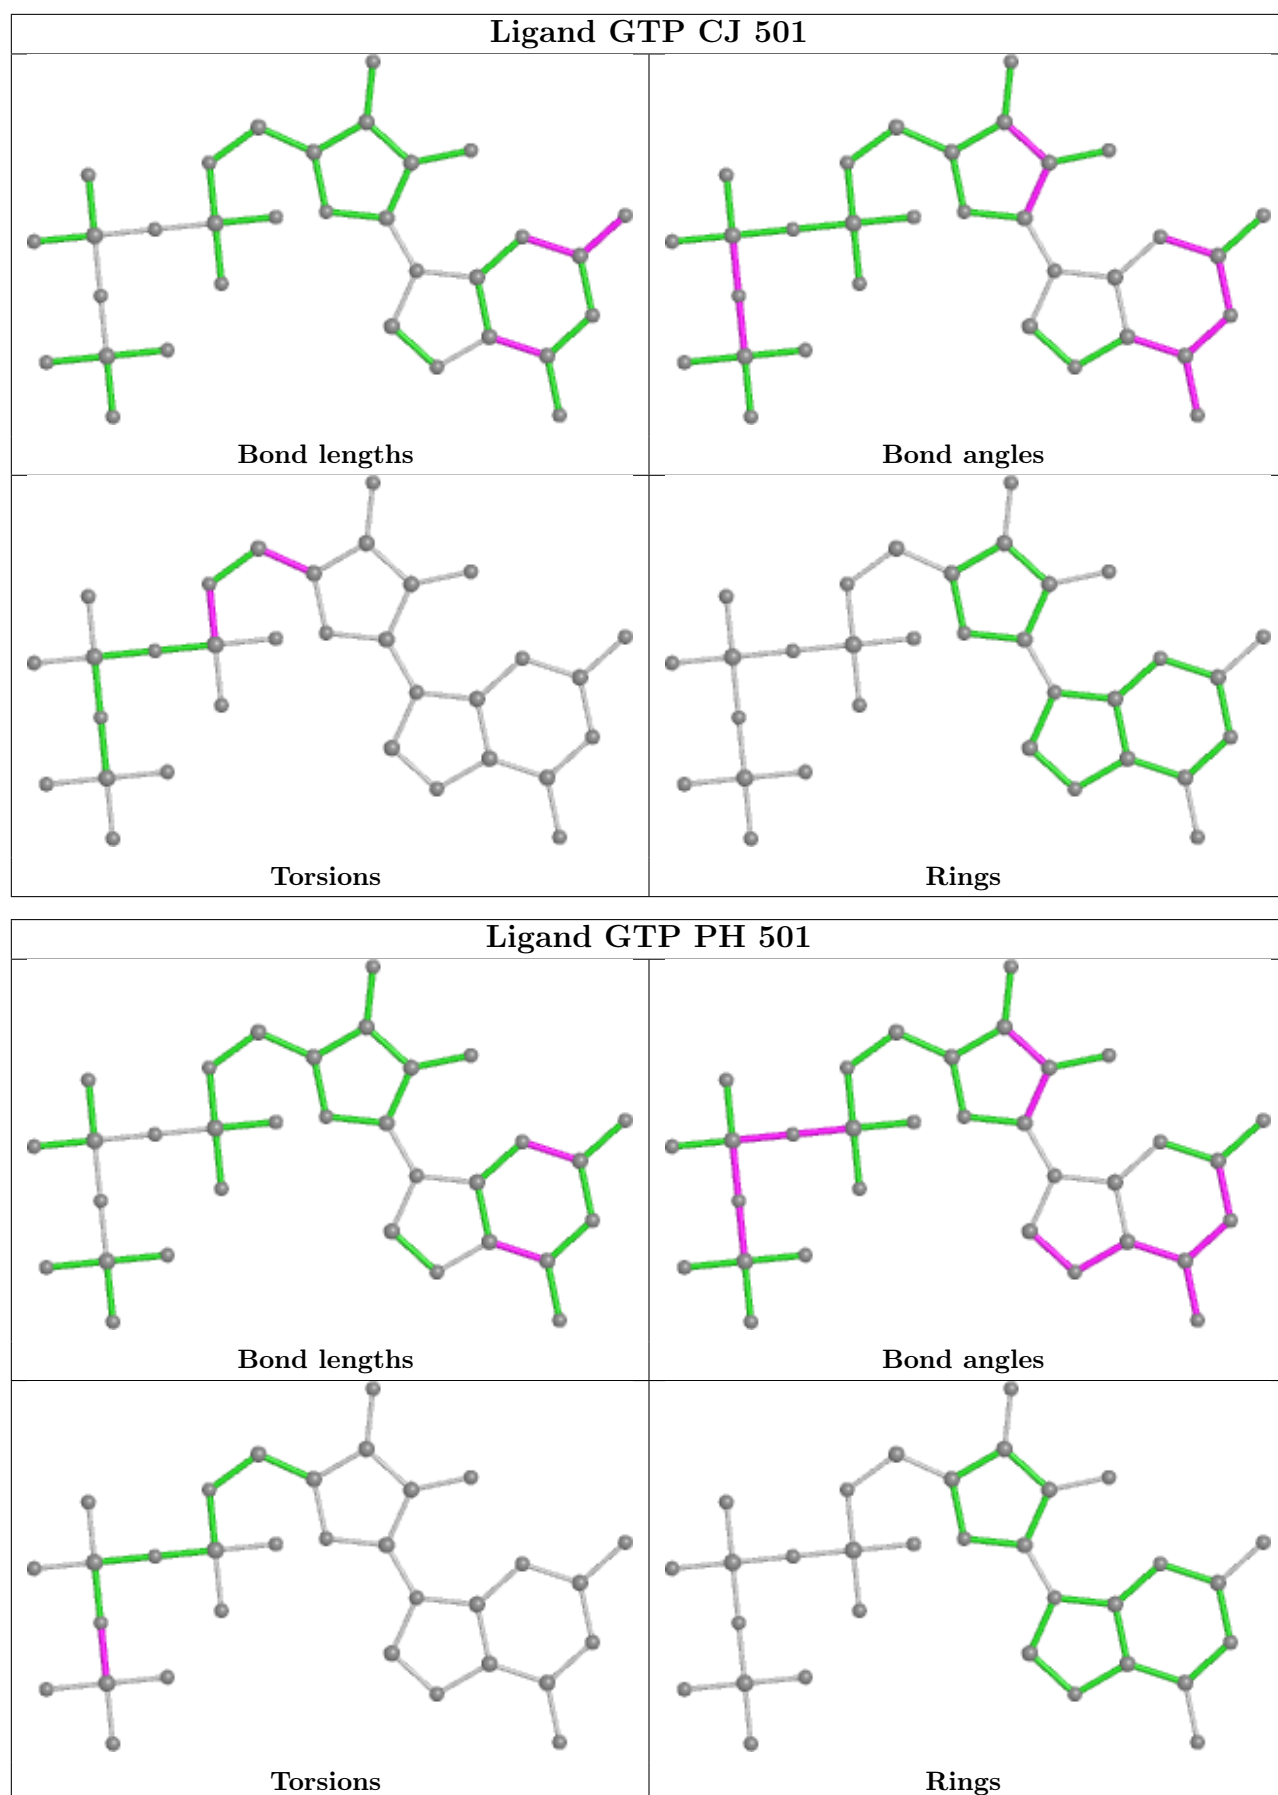 Ligand GTP CJ 501
Bond lengths
Bond angles
Torsions
Rings
Ligand GTP PH 501
Bond lengths
Bond angles
Torsions
Rings